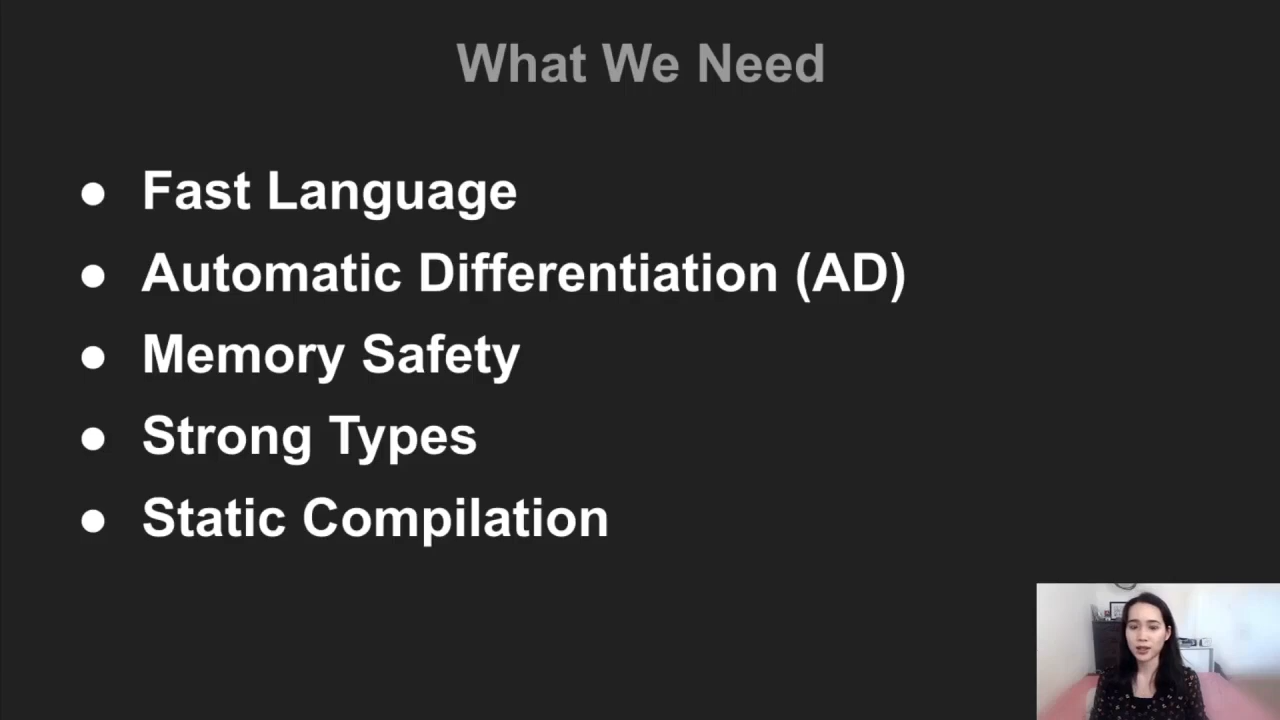 What We Need
● Fast Language
● Automatic Differentiation (AD)
● Memory Safety
● Strong Types
● Static Compilation